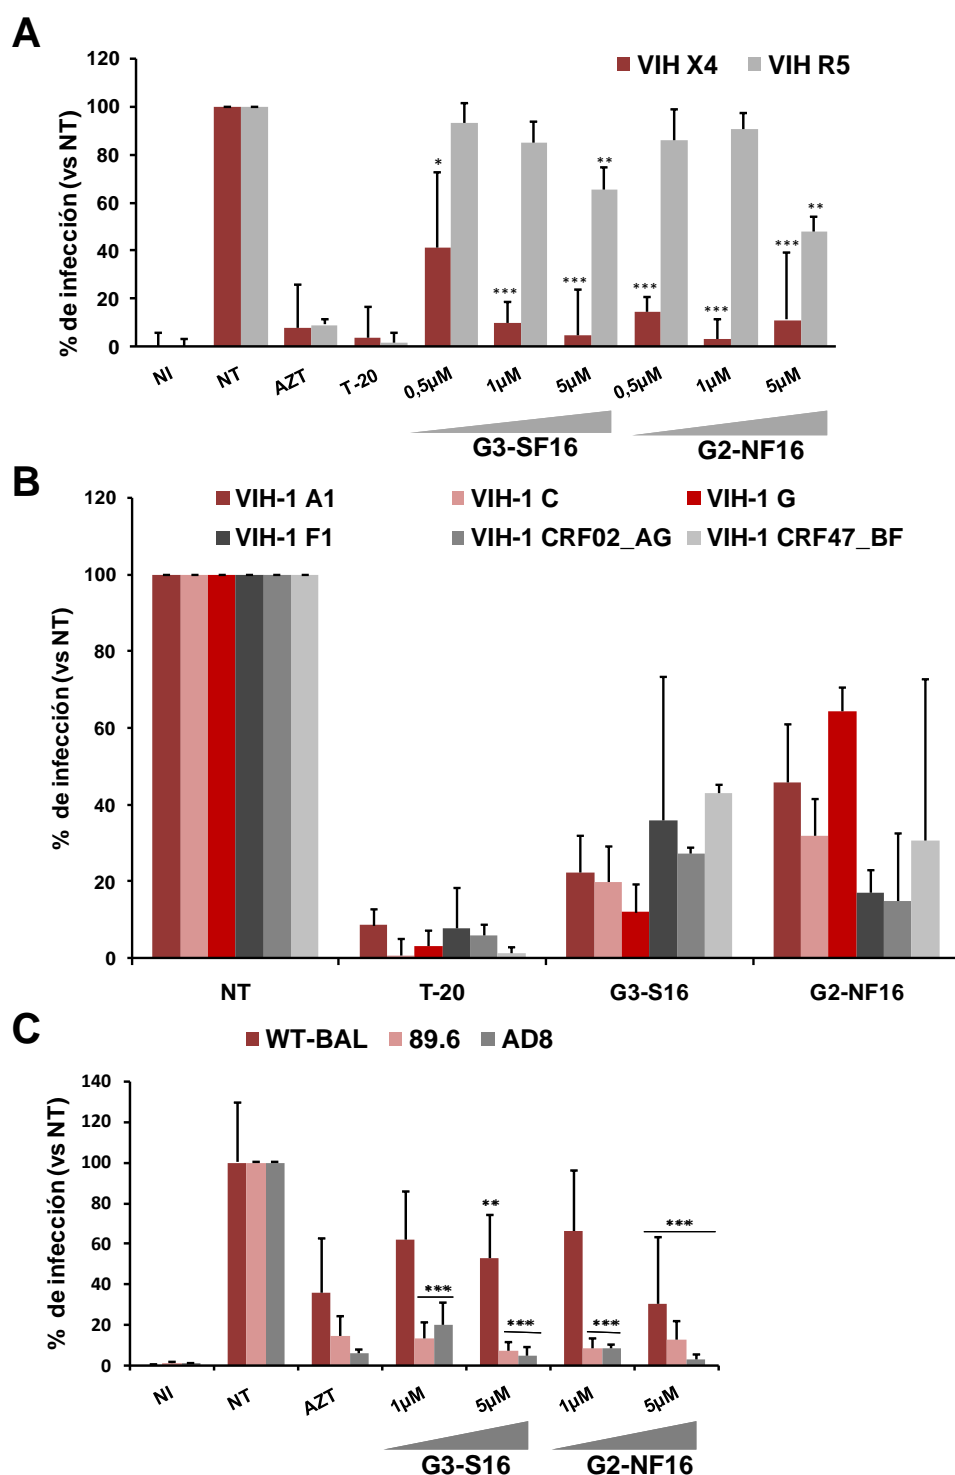 A
120
VIH X4 VIH R5
100
80
60
40
20
0
% de infección (vs NT)
* *** *** ** *** *** *** **
NI NT AZT T-20 0,5µM 1µM 5µM 0,5µM 1µM 5µM
G3-SF16 G2-NF16
B
120
VIH-1 A1 VIH-1 C VIH-1 G
VIH-1 F1 VIH-1 CRF02_AG VIH-1 CRF47_BF
100
80
60
40
20
0
% de infección (vs NT)
NT T-20 G3-S16 G2-NF16
C
WT-BAL 89.6 AD8
140
120
100
80
60
40
20
0
% de infección (vs NT)
*** ** *** *** ***
NI NT AZT 1µM 5µM 1µM 5µM
G3-S16 G2-NF16